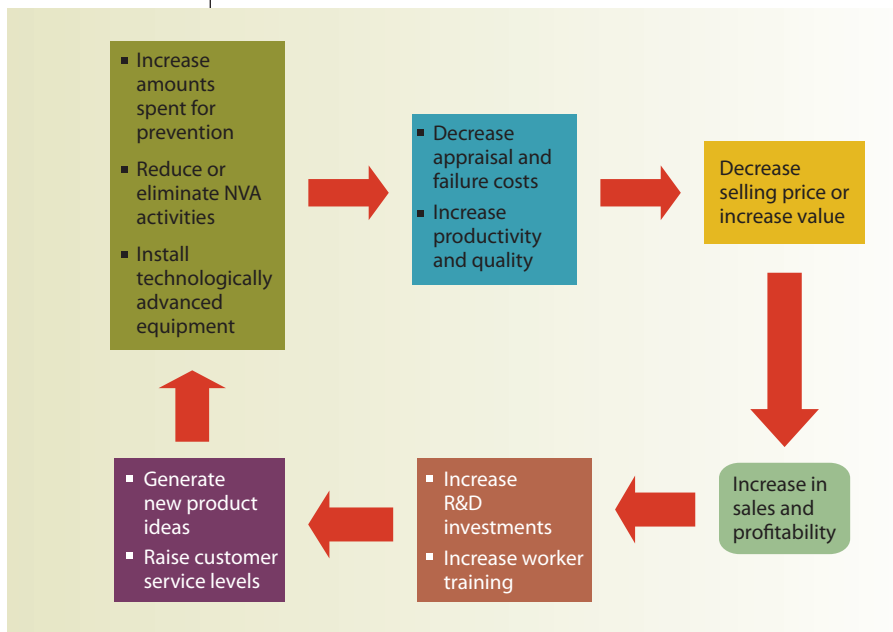 ▪ Increase
amounts
spent for
prevention
▪ Reduce or
eliminate NVA
activities
▪ Install
technologically
advanced
equipment
▪ Decrease
appraisal and
failure costs
▪ Increase
productivity
and quality
Decrease
selling price or
increase value
Increase in
sales and
profitability
▪ Increase
R&D
investments
▪ Increase worker
training
▪ Generate
new product
ideas
▪ Raise customer
service levels